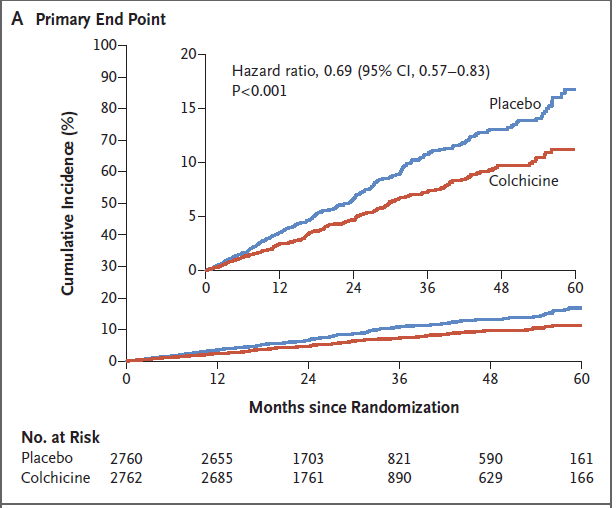 A Primary End Point
100
90
80
70
60
50
40
30
20
10
0
Cumulative Incidence (%)
20
15
10
5
0
Hazard ratio, 0.69 (95% CI, 0.57–0.83)
P<0.001
Placebo
Colchicine
0 12 24 36 48 60
0 12 24 36 48 60
Months since Randomization
No. at Risk
Placebo 2760 2655 1703 821 590 161
Colchicine 2762 2685 1761 890 629 166